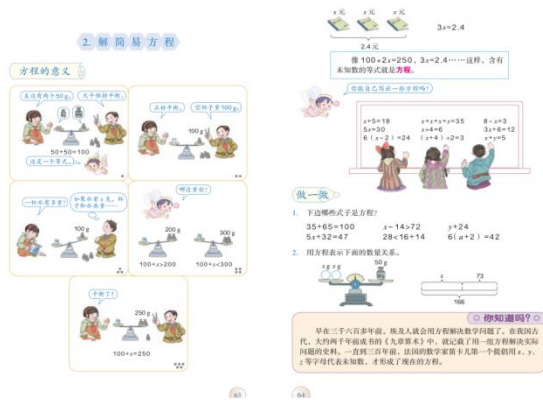 2. 解简易方程
方程的意义
左边有两个50 g。
天平保持平衡。
50+50=100
这是一个等式。
正好平衡。
空杯子重100 g。
100 g
一杯水有多重？
如果水重x克，杯子和水共重……
100 g
200 g
100+x>200
哪边重些？
200 g
300 g
100+x<300
平衡了！
250 g
100+x=250
63
x元 x元 x元
2.4元
3x=2.4
像 100+2x=250，3x=2.4……这样，含有
未知数的等式就是方程。
你能自己写出一些方程吗？
x+5=18 x+x+x+x=35 8-x=3
5x=30 x÷4=6 3x+6=12
6(x-2)=24 (x+4)÷2=3 x+y=5
做一做
1. 下边哪些式子是方程？
35+65=100 x-14>72 y+24
5x+32=47 28<16+14 6(a+2)=42
2. 用方程表示下面的数量关系。
x g x g
50 g
x 73
166
你知道吗？
早在三千六百多年前，埃及人就会用方程解决数学问题了。在我国古
代，大约两千年前成书的《九章算术》中，就记载了用一组方程解决实际
问题的史料。一直到三百年前，法国的数学家笛卡儿第一个提倡用 x、y、
z 等字母代表未知数，才形成了现在的方程。
64